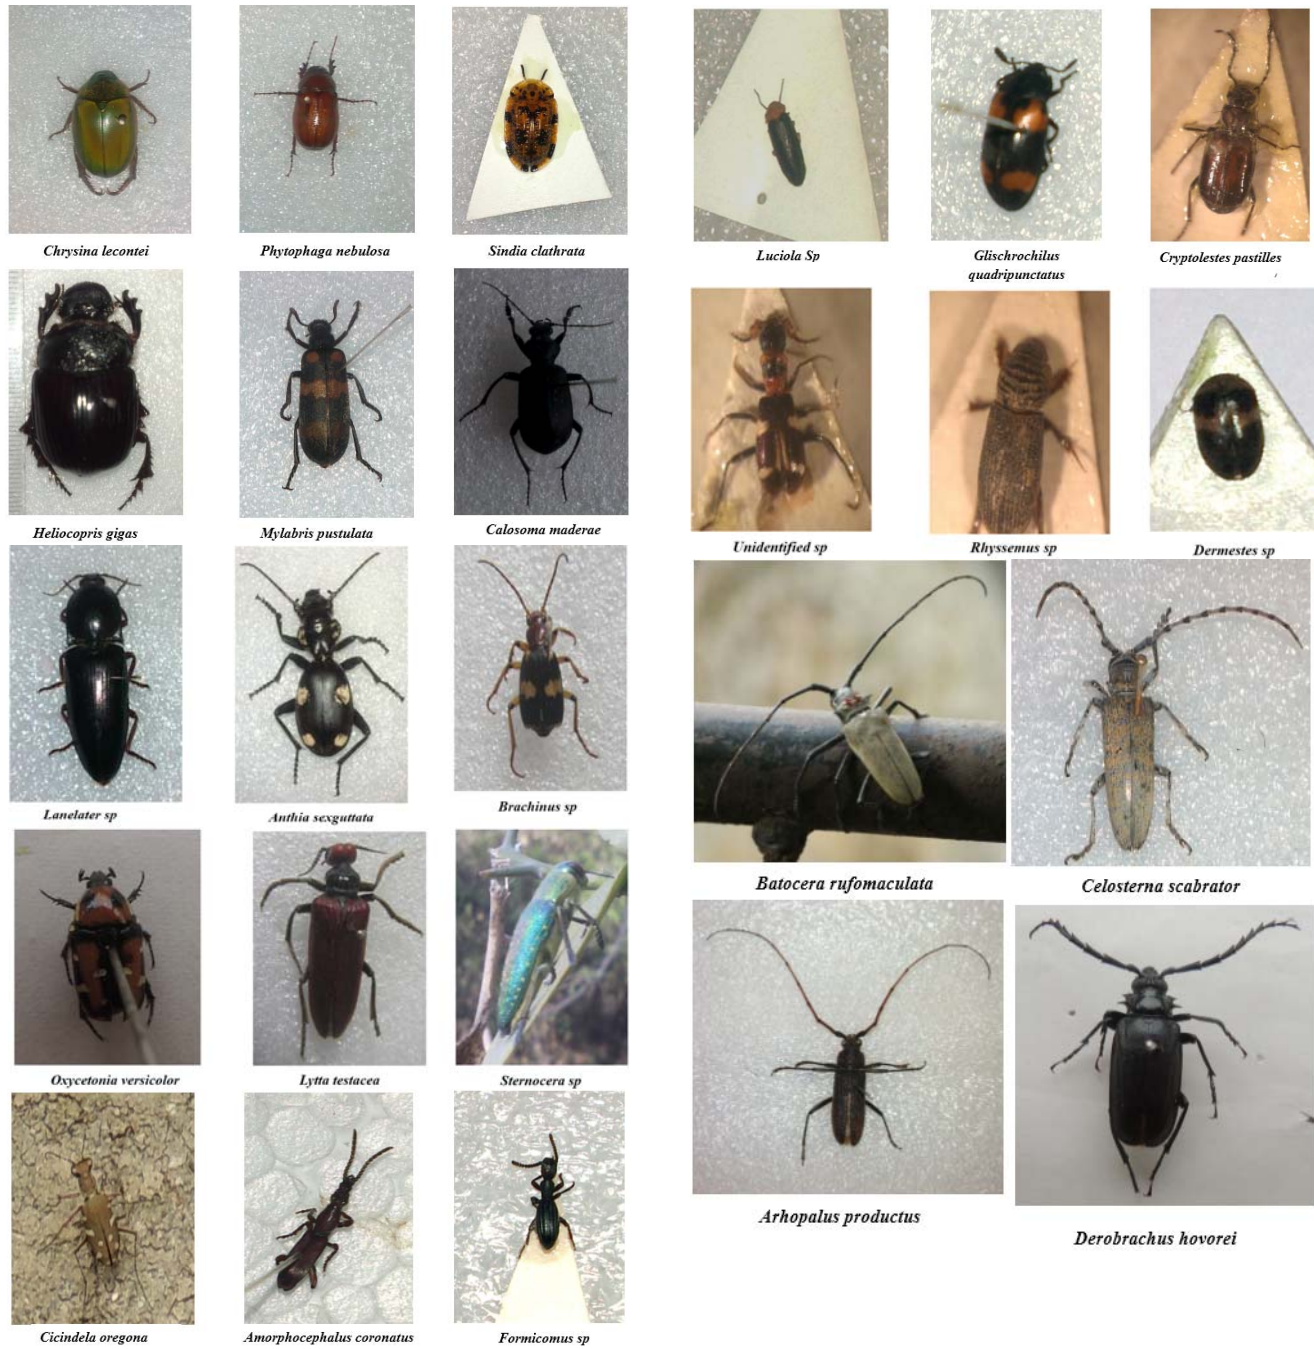 Chrysina lecontei
Phytophaga nebulosa
Sindia clathrata
Luciola Sp
Glischrochilus
quadripunctatus
Cryptolestes pastilles
Heliocopris gigas
Mylabris pustulata
Calosoma maderae
Unidentified sp
Rhyssemus sp
Dermestes sp
Lanelater sp
Anthia sexguttata
Brachinus sp
Batocera rufomaculata
Celosterna scabrator
Oxycetonia versicolor
Lytta testacea
Sternocera sp
Arhopalus productus
Derobrachus hovorei
Cicindela oregona
Amorphocephalus coronatus
Formicomus sp